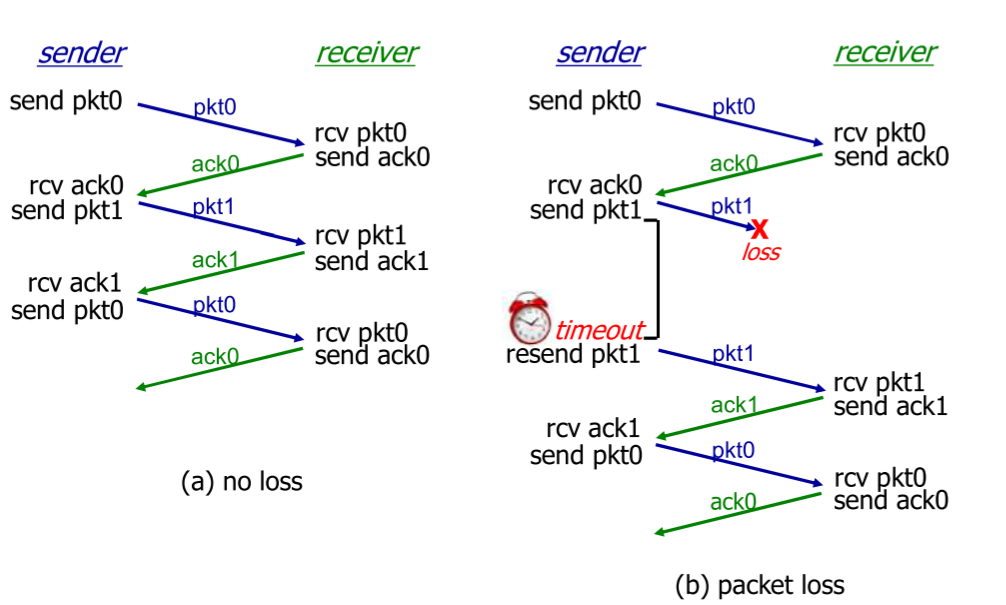 sender
receiver
send pkt0
pkt0
rcv pkt0
send ack0
ack0
rcv ack0
send pkt1
pkt1
rcv pkt1
send ack1
ack1
rcv ack1
send pkt0
pkt0
rcv pkt0
send ack0
ack0
(a) no loss
sender
receiver
send pkt0
pkt0
rcv pkt0
send ack0
ack0
rcv ack0
send pkt1
pkt1
X
loss
timeout
resend pkt1
pkt1
rcv pkt1
send ack1
ack1
rcv ack1
send pkt0
pkt0
rcv pkt0
send ack0
ack0
(b) packet loss